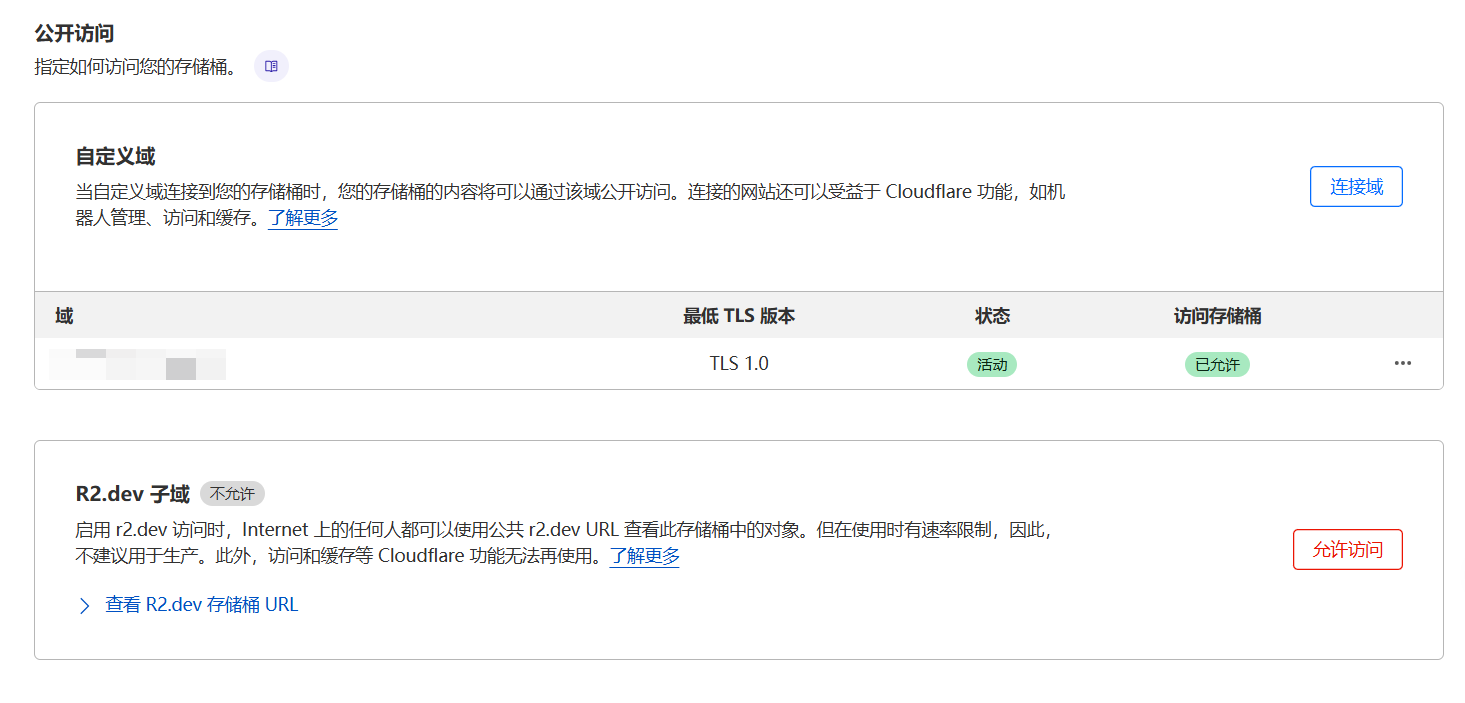 公开访问
指定如何访问您的存储桶。
自定义域
当自定义域连接到您的存储桶时，您的存储桶的内容将可以通过该域公开访问。连接的网站还可以受益于 Cloudflare 功能，如机
器人管理、访问和缓存。了解更多
连接域
域 最低 TLS 版本 状态 访问存储桶
TLS 1.0 活动 已允许
R2.dev 子域 不允许
启用 r2.dev 访问时，Internet 上的任何人都可以使用公共 r2.dev URL 查看此存储桶中的对象。但在使用时有速率限制，因此，
不建议用于生产。此外，访问和缓存等 Cloudflare 功能无法再使用。了解更多
允许访问
查看 R2.dev 存储桶 URL